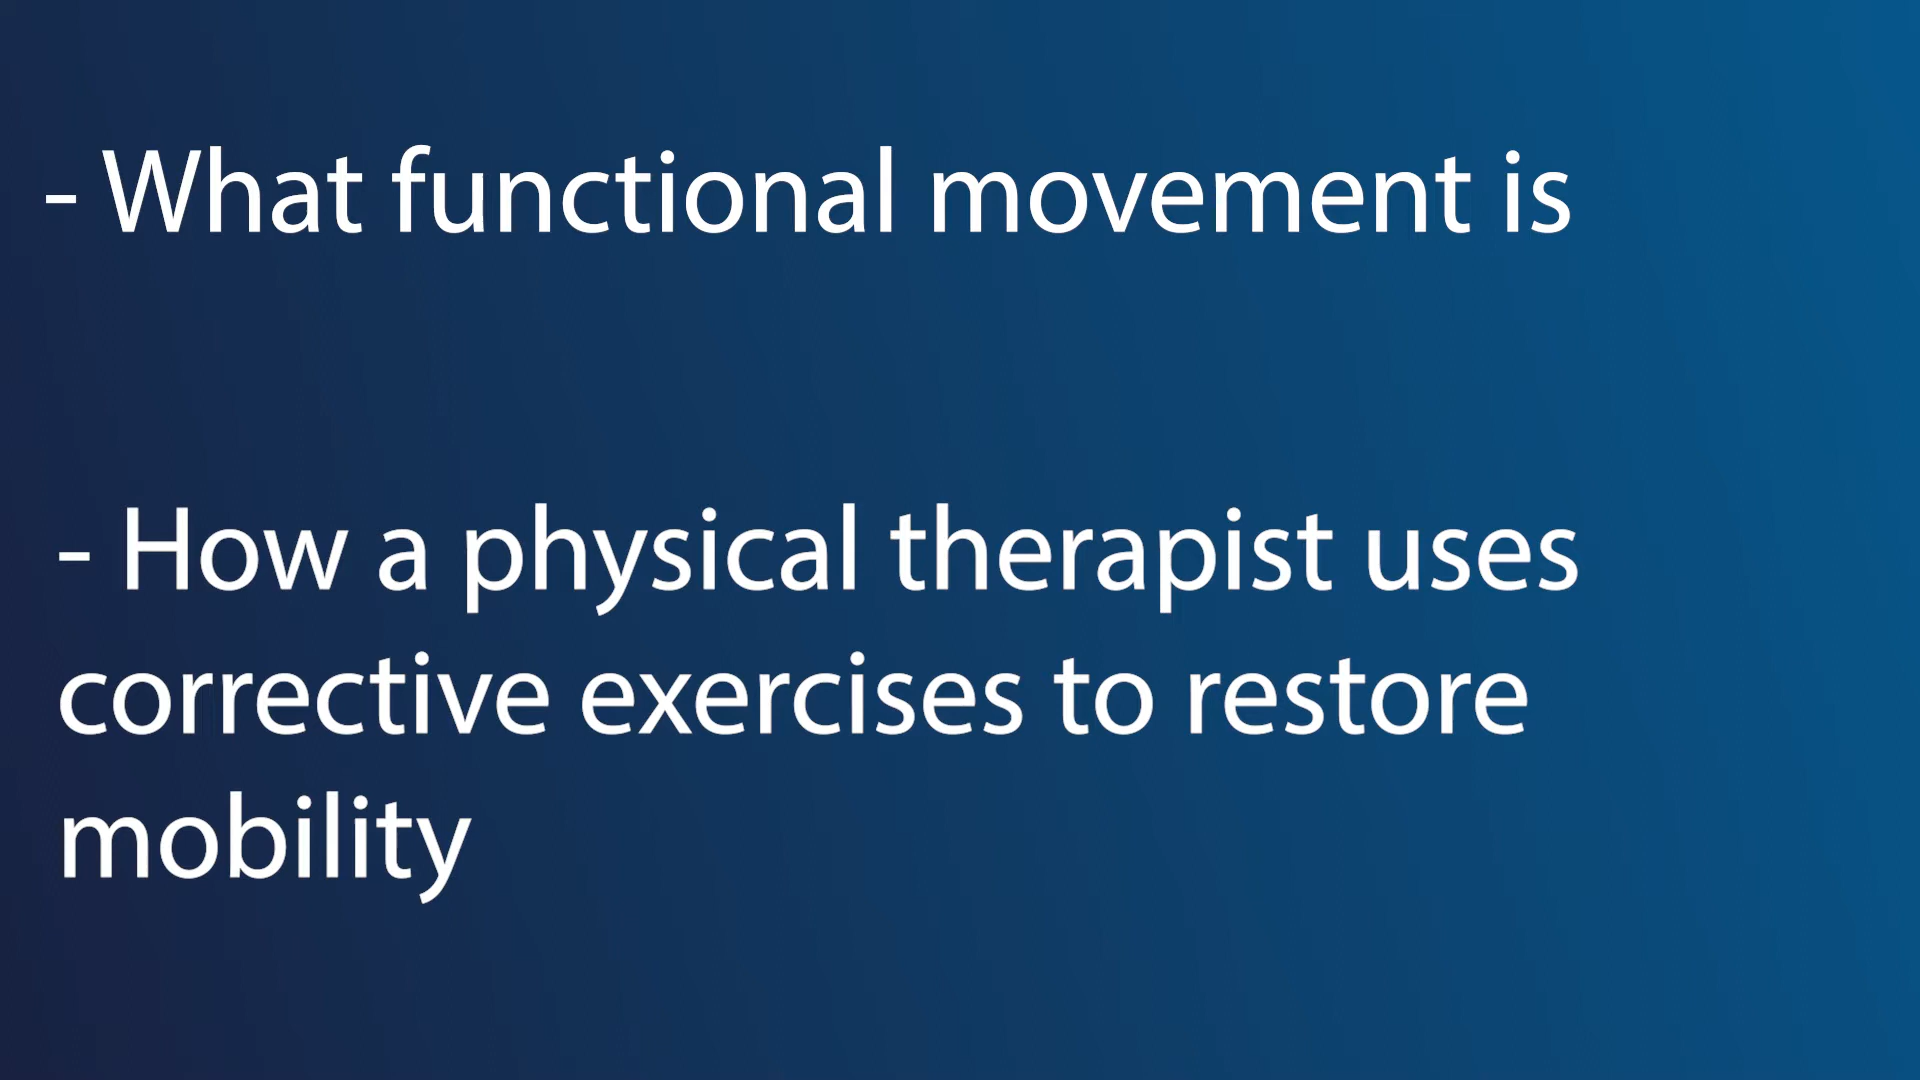 - What functional movement is
- How a physical therapist uses
corrective exercises to restore
mobility